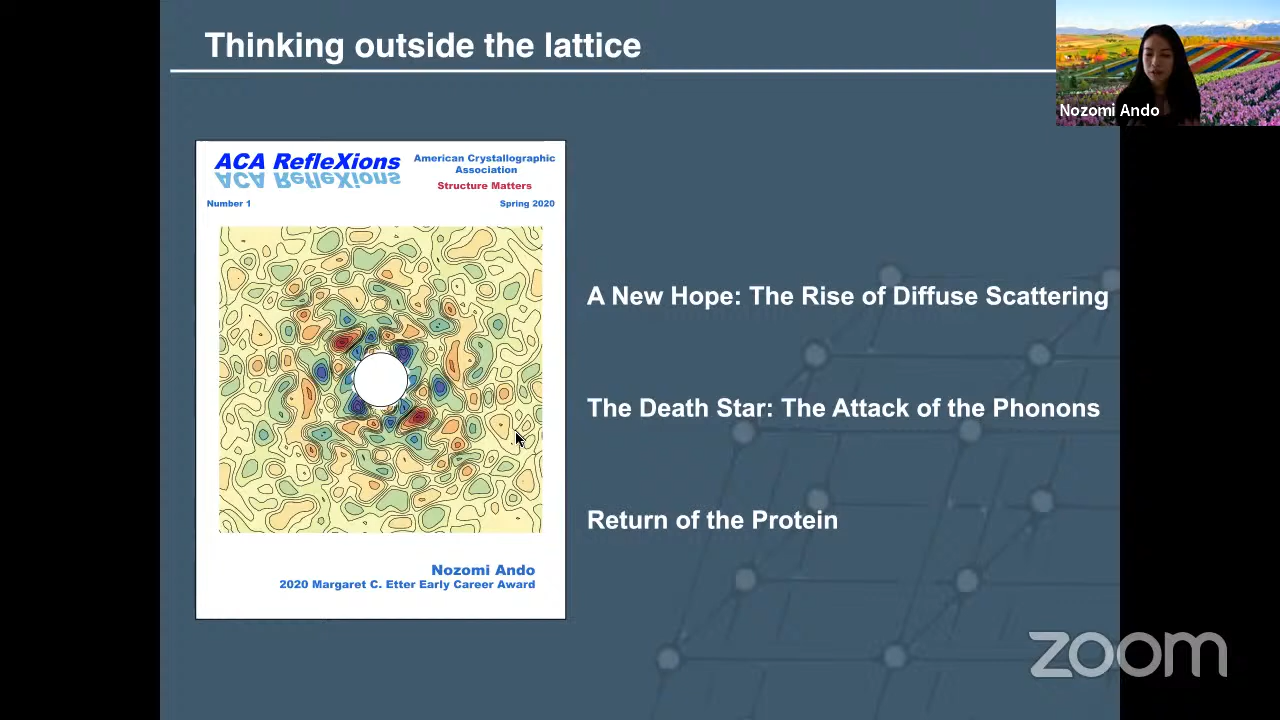 Thinking outside the lattice
Nozomi Ando
ACA RefleXions
American Crystallographic
Association
Structure Matters
Number 1
Spring 2020
Nozomi Ando
2020 Margaret C. Etter Early Career Award
A New Hope: The Rise of Diffuse Scattering
The Death Star: The Attack of the Phonons
Return of the Protein
zoom